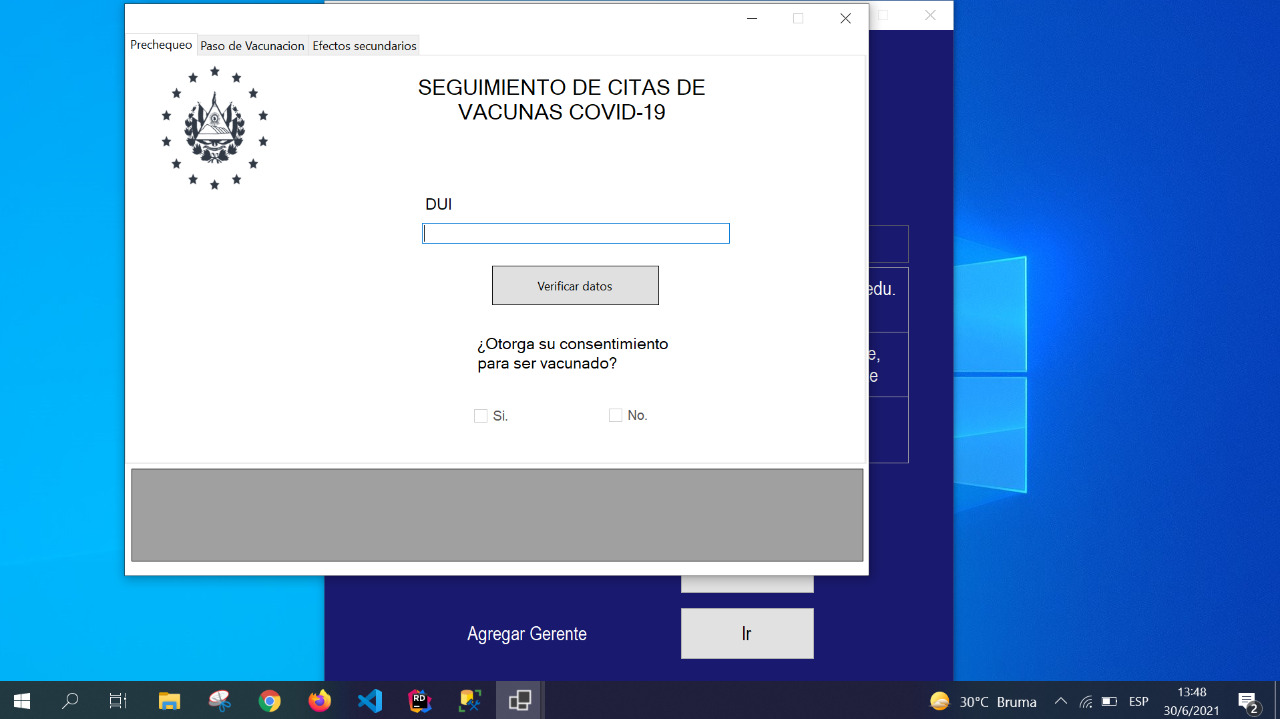 Prechequeo Paso de Vacunacion Efectos secundarios
SEGUIMIENTO DE CITAS DE
VACUNAS COVID-19
DUI
Verificar datos
¿Otorga su consentimiento
para ser vacunado?
Si. No.
edu.
e,
e
Agregar Gerente Ir
RD
30°C Bruma ESP 13:48
30/6/2021
2